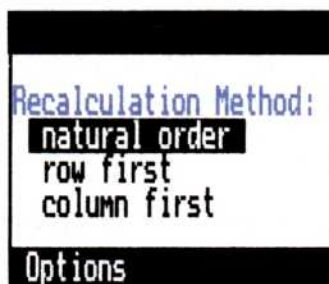 Recalculation Method:
natural order
row first
column first
Options